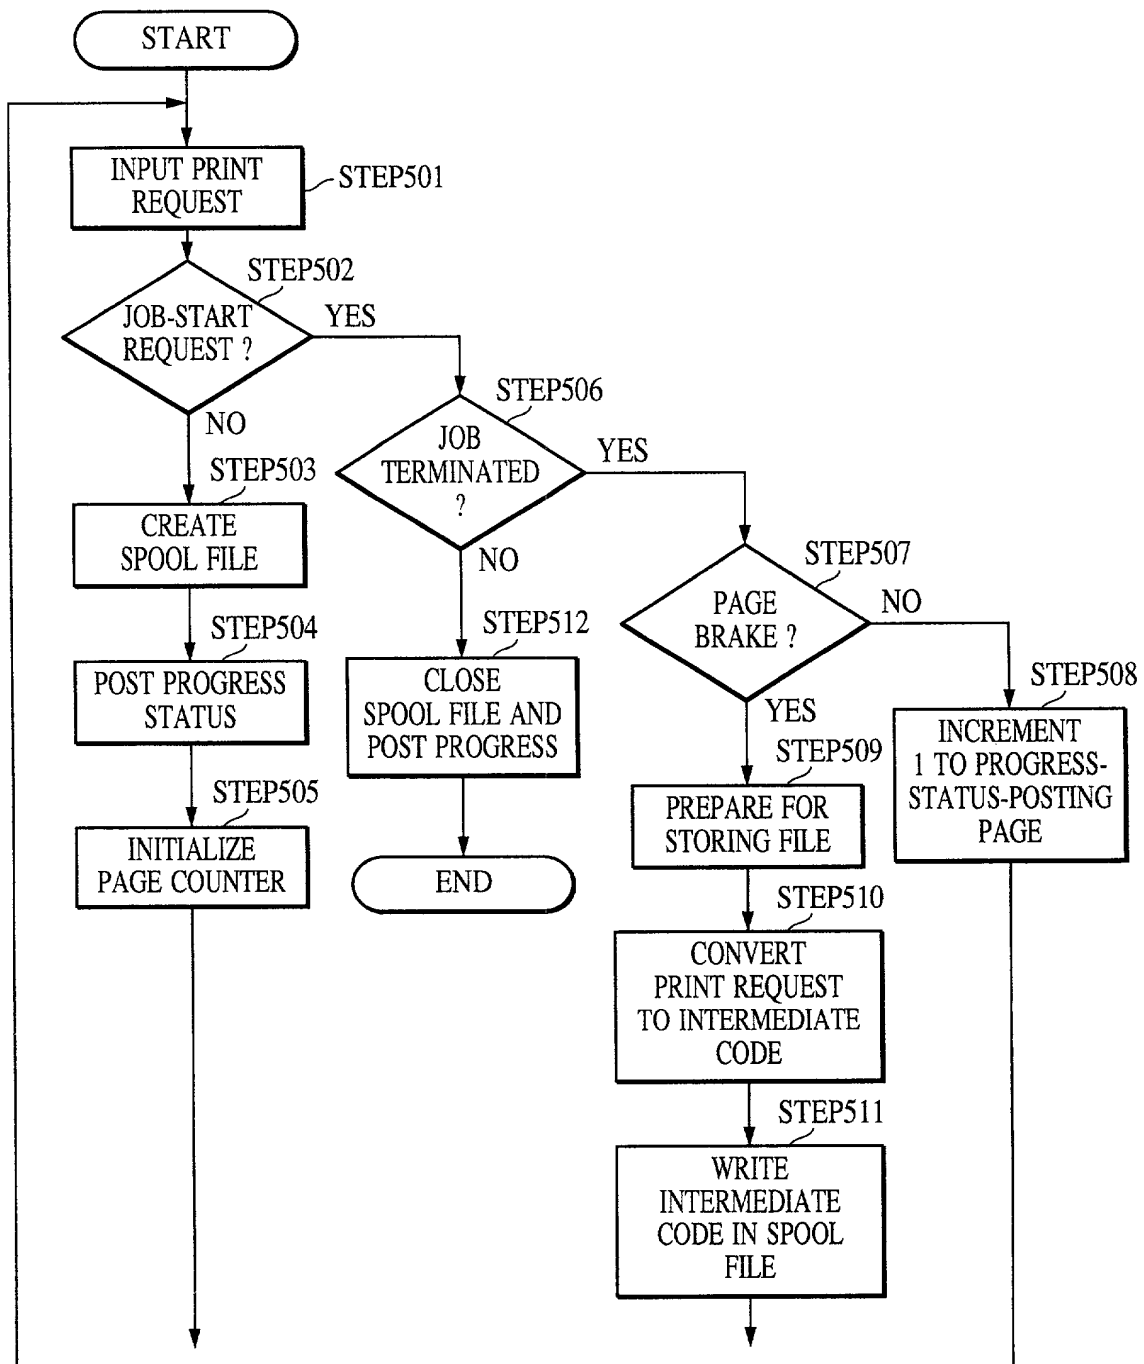 START
INPUT PRINT
REQUEST
STEP501
STEP502
JOB-START
REQUEST ?
YES
NO
STEP503
CREATE
SPOOL FILE
STEP504
POST PROGRESS
STATUS
STEP505
INITIALIZE
PAGE COUNTER
STEP506
JOB
TERMINATED
?
YES
NO
STEP512
CLOSE
SPOOL FILE AND
POST PROGRESS
END
STEP507
PAGE
BRAKE ?
NO
YES
STEP508
INCREMENT
1 TO PROGRESS-
STATUS-POSTING
PAGE
STEP509
PREPARE FOR
STORING FILE
STEP510
CONVERT
PRINT REQUEST
TO INTERMEDIATE
CODE
STEP511
WRITE
INTERMEDIATE
CODE IN SPOOL
FILE